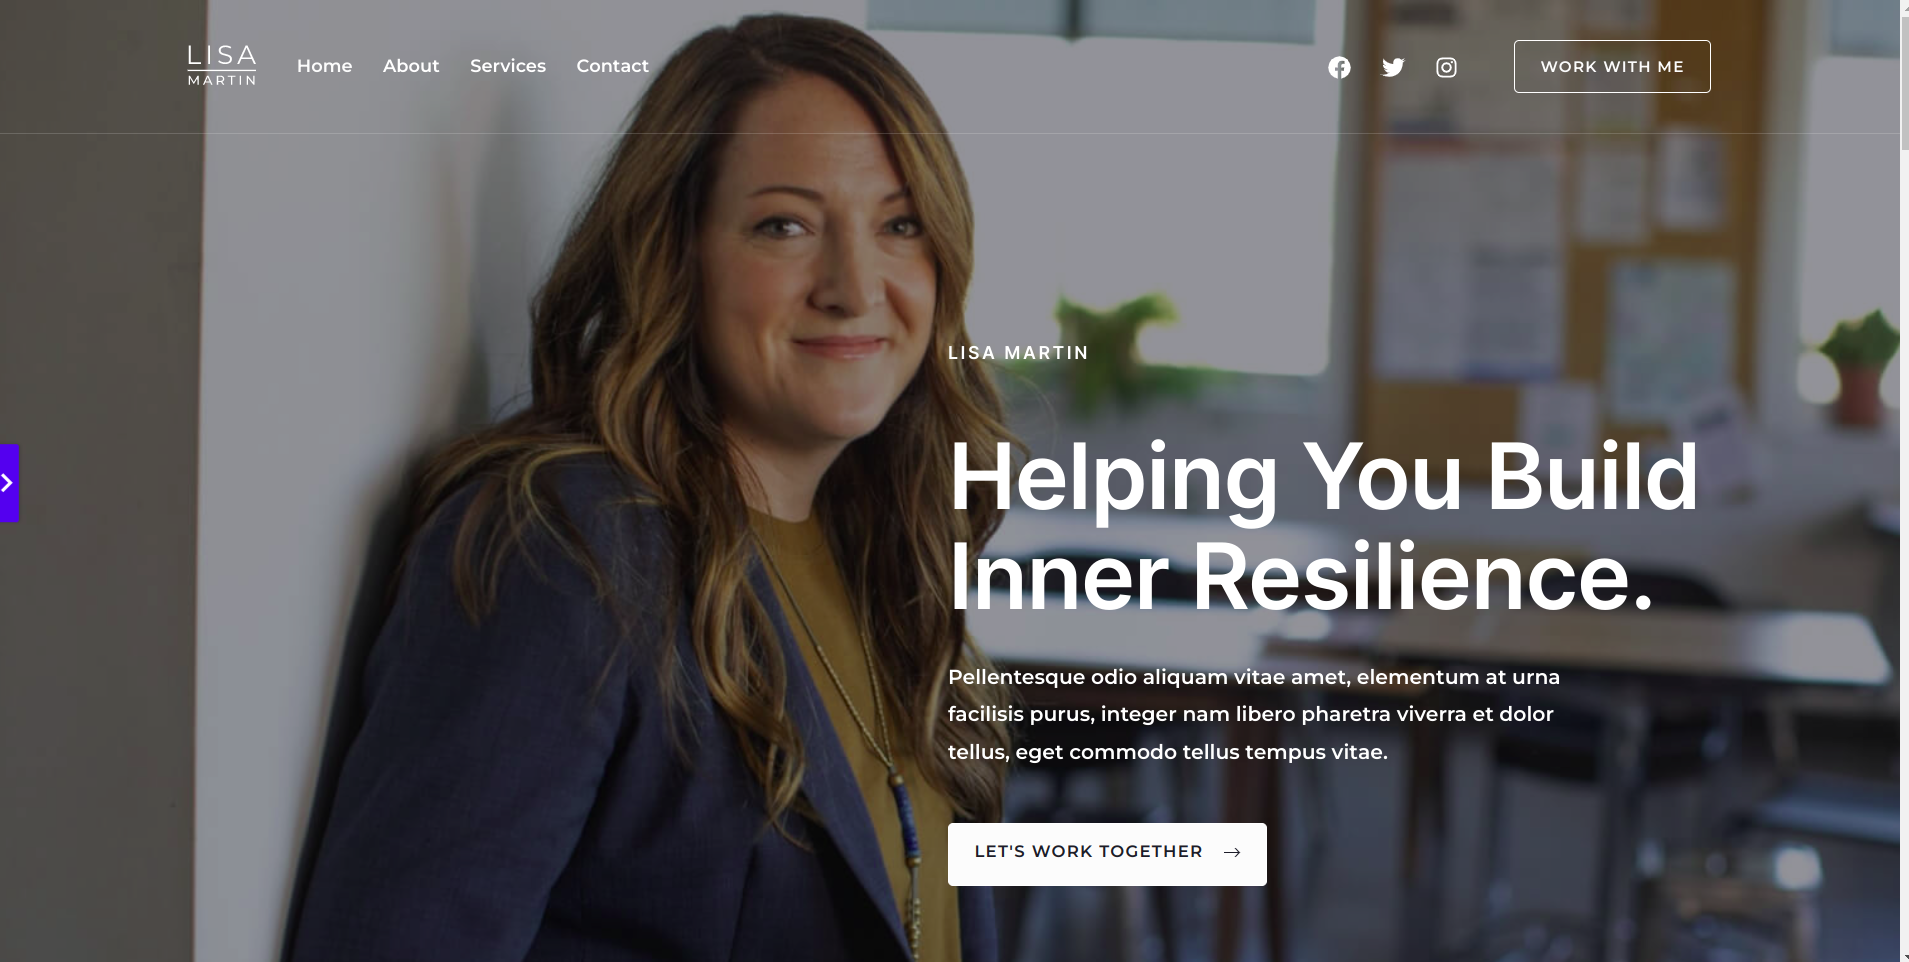 LISA
MARTIN
Home
About
Services
Contact
WORK WITH ME
LISA MARTIN
Helping You Build
Inner Resilience.
Pellentesque odio aliquam vitae amet, elementum at urna
facilisis purus, integer nam libero pharetra viverra et dolor
tellus, eget commodo tellus tempus vitae.
LET'S WORK TOGETHER →